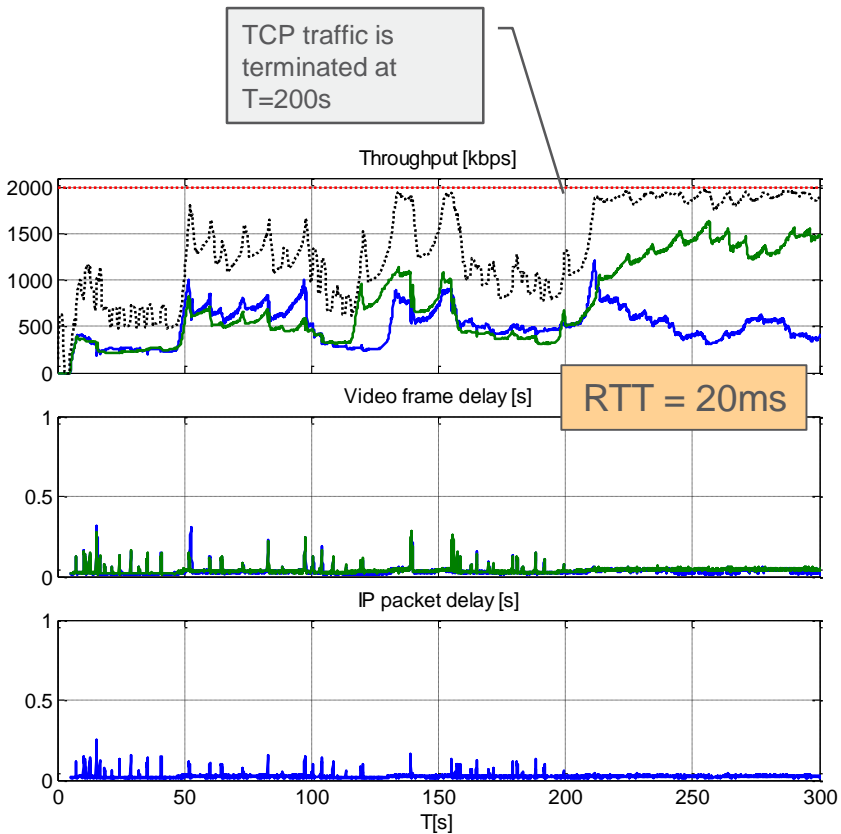 TCP traffic is
terminated at
T=200s
Throughput [kbps]
2000
1500
1000
500
0
Video frame delay [s]
RTT = 20ms
1
0.5
0
IP packet delay [s]
1
0.5
0
0 50 100 150 200 250 300
T[s]